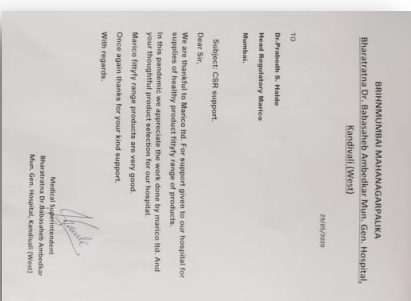 BRIHNMUMBAI MAHANAGARPALIKA
Bharatratna Dr. Babasaheb Ambedkar Mun. Gen. Hospital,
Kandivali (West)
29/05/2020
TO
Dr.Prabodh S. Halde
Head Regulatory Marico
Mumbai.
Subject: CSR support.
Dear Sir,
We are thankful to Marico ltd. For support given to our hospital for
supplies of healthy product fittyfy range of products.
In this pandemic we appreciate the work done by marico ltd. And
your thoughtful product selection for our hospital.
Marico fittyfy range products are very good.
Once again thanks for your kind support.
With regards.
Medical Superintendent
Bharatratna Dr.Babasaheb Ambedkar
Mun. Gen. Hospital, Kandivali (West)